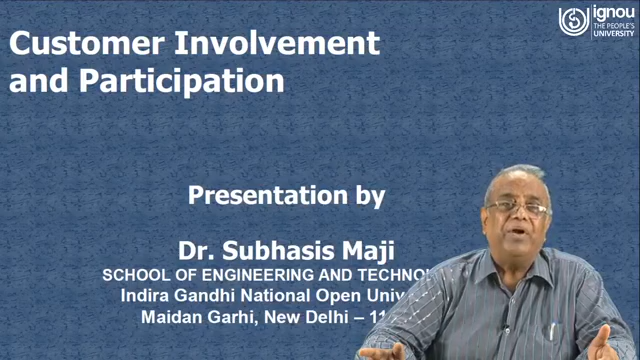 ignou
THE PEOPLE'S
UNIVERSITY
Customer Involvement
and Participation
Presentation by
Dr. Subhasis Maji
SCHOOL OF ENGINEERING AND
Indira Gandhi National Open
Maidan Garhi, New Delhi –